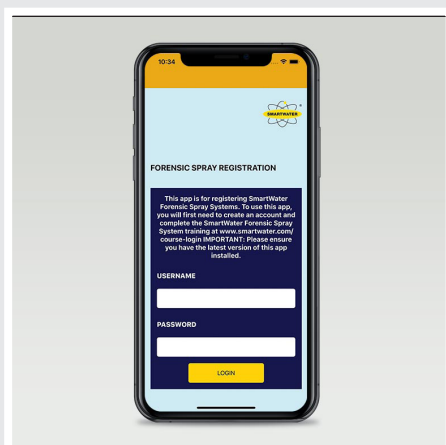 10:34
SMARTWATER
FORENSIC SPRAY REGISTRATION
This app is for registering SmartWater
Forensic Spray Systems. To use this app,
you will first need to create an account and
complete the SmartWater Forensic Spray
System training at www.smartwater.com/
course-login IMPORTANT: Please ensure
you have the latest version of this app
installed.
USERNAME
PASSWORD
LOGIN